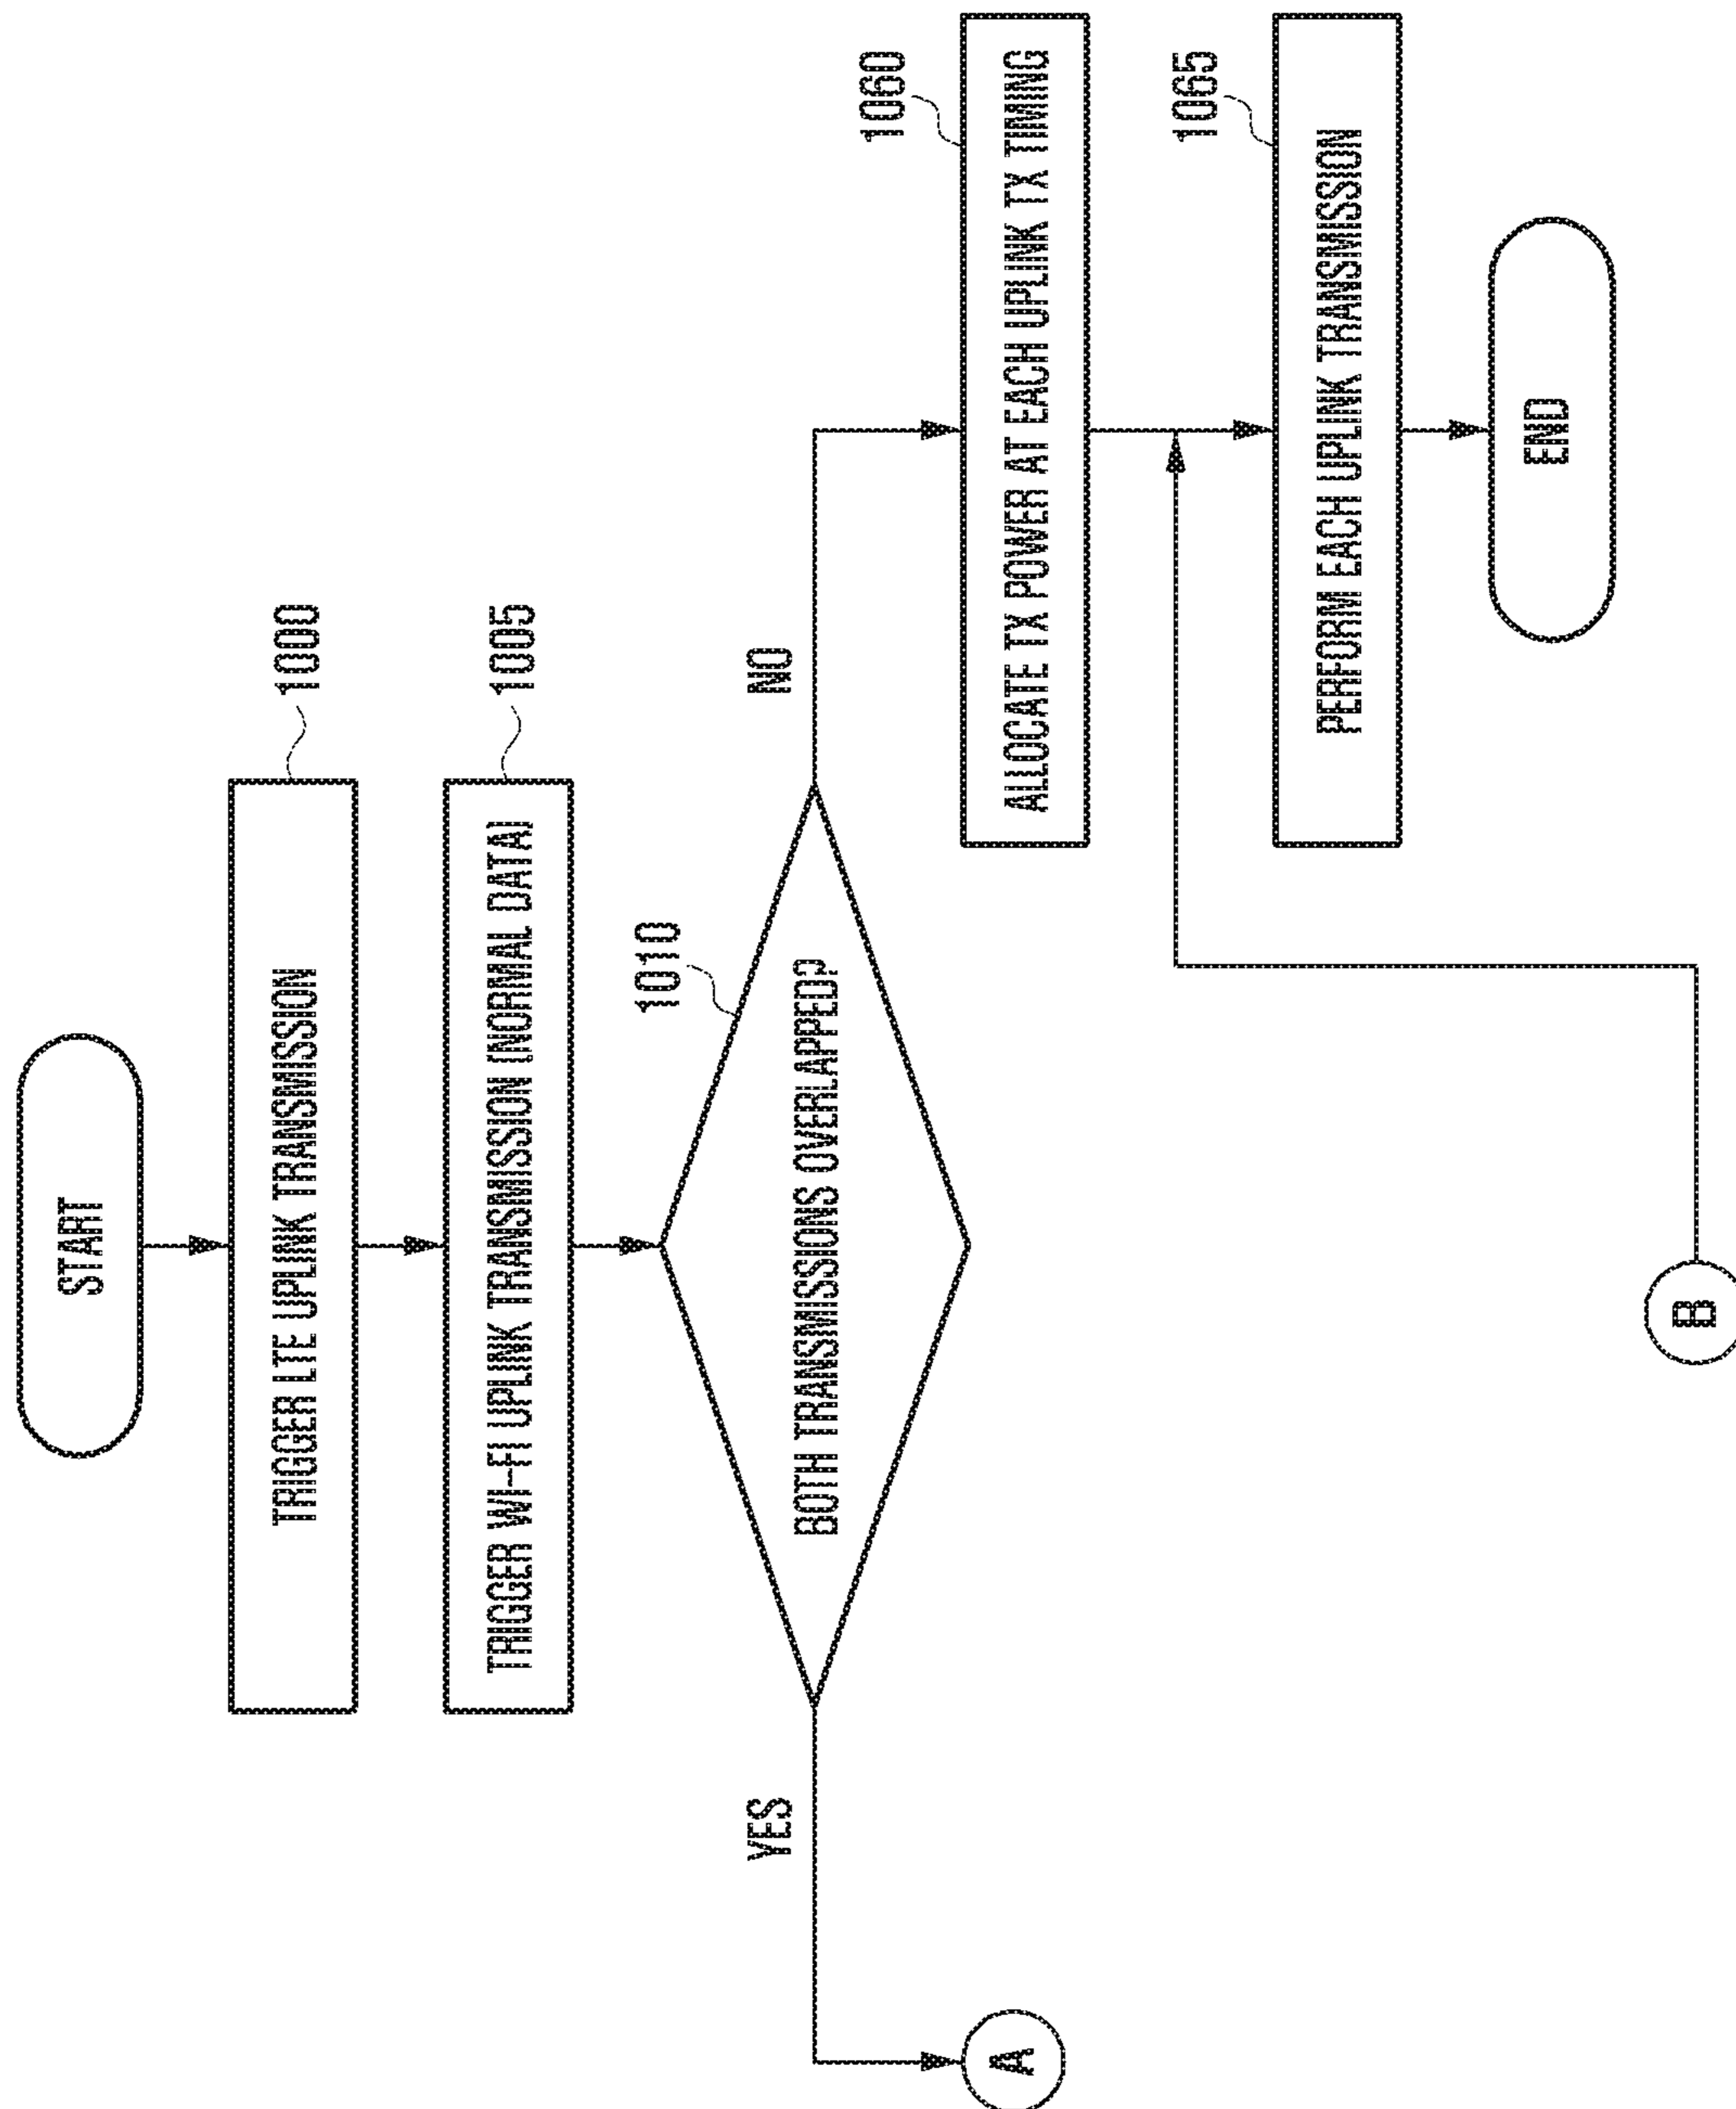 START
TRIGGER LTE UPLINK TRANSMISSION
1000
TRIGGER WI-FI UPLINK TRANSMISSION (NORMAL DATA)
1005
1010
BOTH TRANSMISSIONS OVERLAPPED?
YES
NO
A
1060
ALLOCATE TX POWER AT EACH UPLINK TX TIMING
1065
PERFORM EACH UPLINK TRANSMISSION
END
B